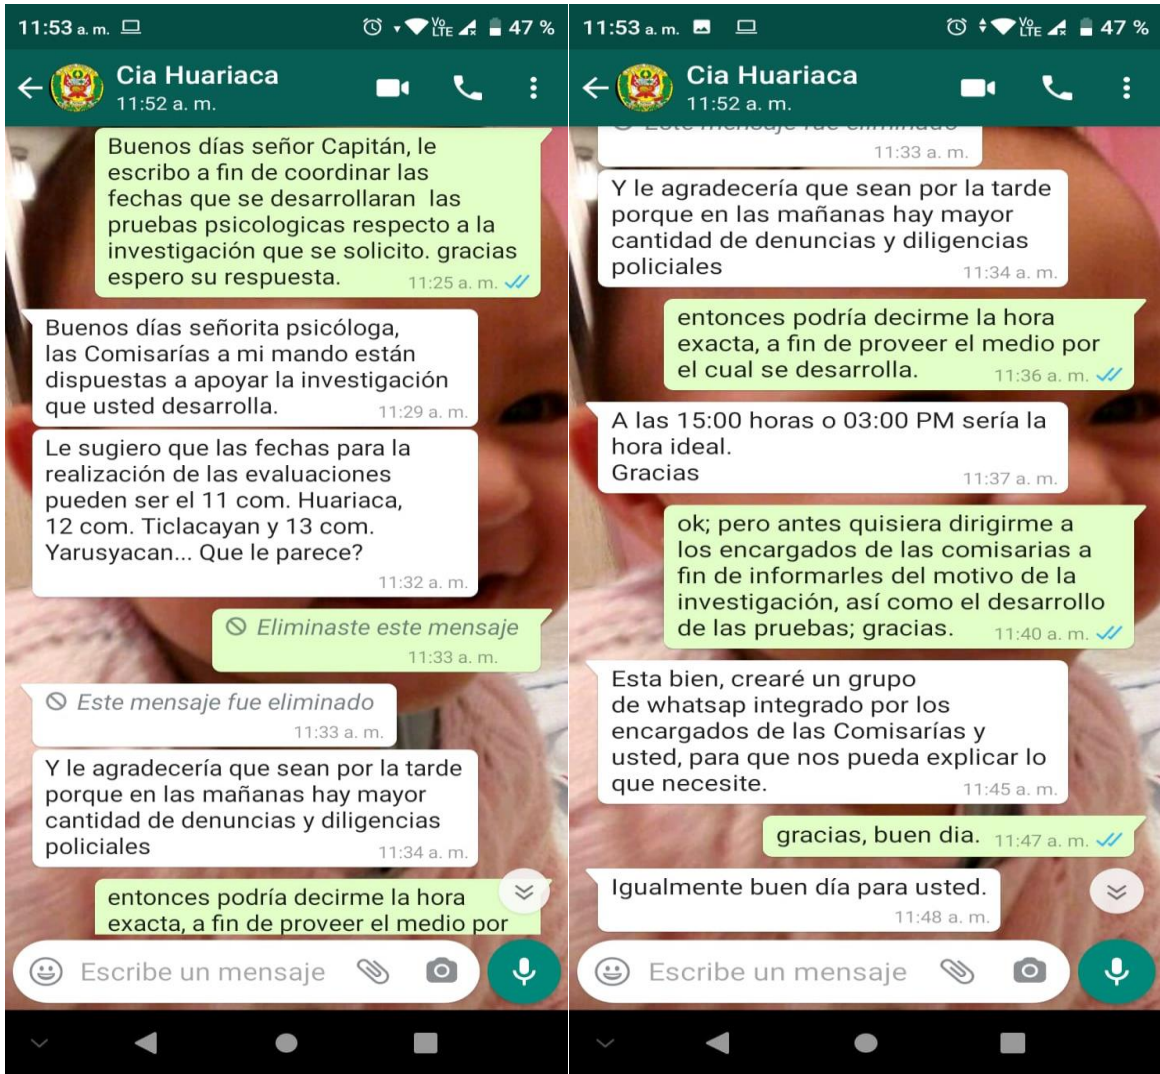 11:53 a. m. Vo LTE 47 %
Cia Huariaca
11:52 a. m.
Buenos días señor Capitán, le
escribo a fin de coordinar las
fechas que se desarrollaran las
pruebas psicologicas respecto a la
investigación que se solicito. gracias
espero su respuesta. 11:25 a. m.
Buenos días señorita psicóloga,
las Comisarías a mi mando están
dispuestas a apoyar la investigación
que usted desarrolla. 11:29 a. m.
Le sugiero que las fechas para la
realización de las evaluaciones
pueden ser el 11 com. Huariaca,
12 com. Ticlacayan y 13 com.
Yarusyacan... Que le parece?
11:32 a. m.
Eliminaste este mensaje
11:33 a. m.
Este mensaje fue eliminado
11:33 a. m.
Y le agradecería que sean por la tarde
porque en las mañanas hay mayor
cantidad de denuncias y diligencias
policiales 11:34 a. m.
entonces podría decirme la hora
exacta, a fin de proveer el medio por
Escribe un mensaje
11:53 a. m. Vo LTE 47 %
Cia Huariaca
11:52 a. m.
Este mensaje fue eliminado
11:33 a. m.
Y le agradecería que sean por la tarde
porque en las mañanas hay mayor
cantidad de denuncias y diligencias
policiales 11:34 a. m.
entonces podría decirme la hora
exacta, a fin de proveer el medio por
el cual se desarrolla. 11:36 a. m.
A las 15:00 horas o 03:00 PM sería la
hora ideal.
Gracias 11:37 a. m.
ok; pero antes quisiera dirigirme a
los encargados de las comisarias a
fin de informarles del motivo de la
investigación, así como el desarrollo
de las pruebas; gracias. 11:40 a. m.
Esta bien, crearé un grupo
de whatsap integrado por los
encargados de las Comisarías y
usted, para que nos pueda explicar lo
que necesite. 11:45 a. m.
gracias, buen dia. 11:47 a. m.
Igualmente buen día para usted.
11:48 a. m.
Escribe un mensaje